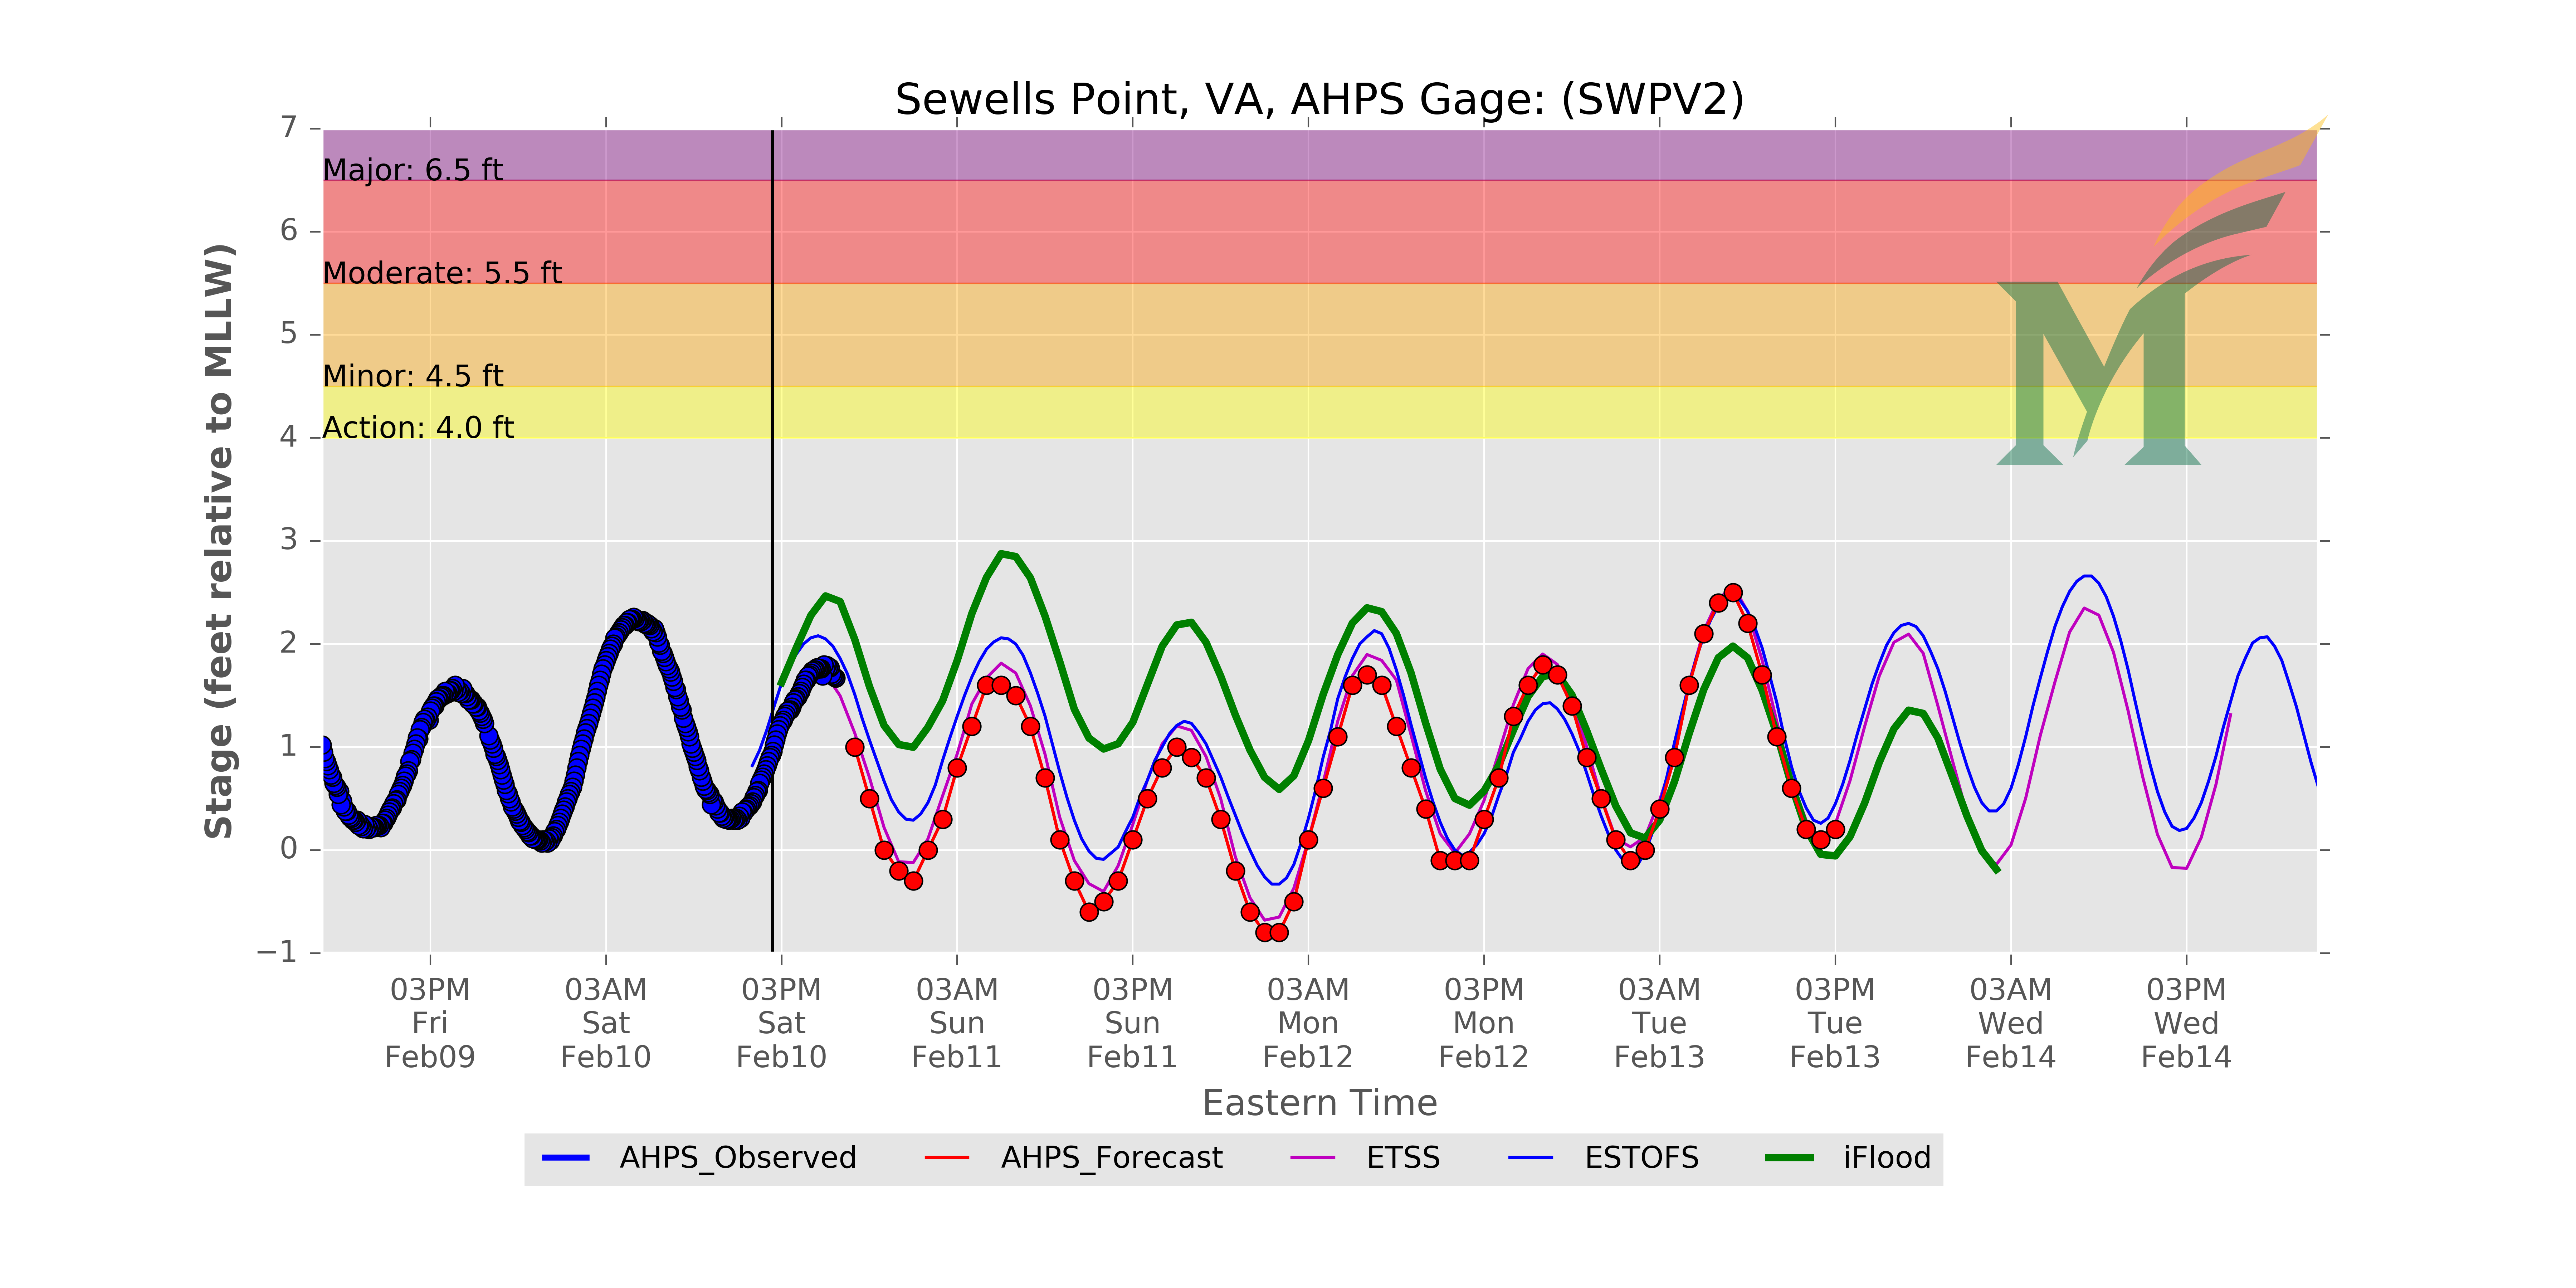 Sewells Point, VA, AHPS Gage: (SWPV2)
Stage (feet relative to MLLW)
7
6
5
4
3
2
1
0
−1
Major: 6.5 ft
Moderate: 5.5 ft
Minor: 4.5 ft
Action: 4.0 ft
M
03PM 03AM 03PM 03AM 03PM 03AM 03PM 03AM 03PM 03AM 03PM
Fri Sat Sat Sun Sun Mon Mon Tue Tue Wed Wed
Feb09 Feb10 Feb10 Feb11 Feb11 Feb12 Feb12 Feb13 Feb13 Feb14 Feb14
Eastern Time
AHPS_Observed AHPS_Forecast ETSS ESTOFS iFlood